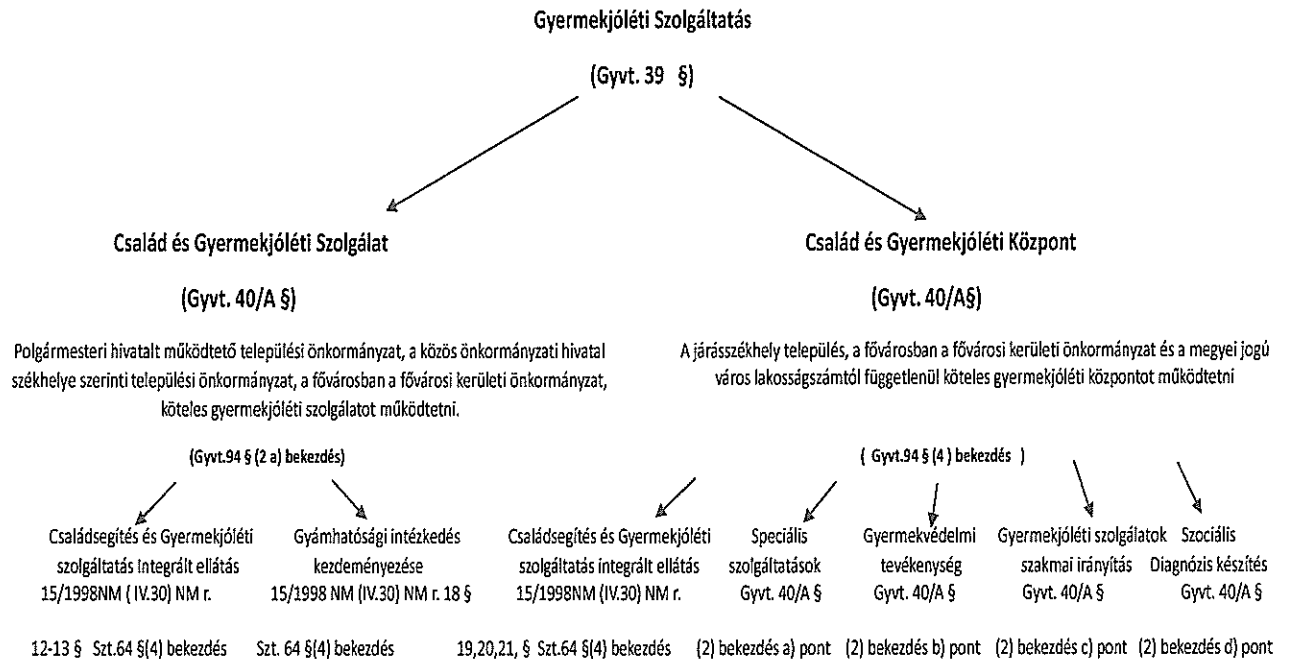 Gyermekjóléti Szolgáltatás
(Gyvt. 39 §)
Család és Gyermekjóléti Szolgálat
(Gyvt. 40/A §)
Polgármesteri hivatalt működtető települési önkormányzat, a közös önkormányzati hivatal
székhelye szerinti települési önkormányzat, a fővárosban a fővárosi kerületi önkormányzat,
köteles gyermekjóléti szolgálatot működtetni.
(Gyvt.94 § (2 a) bekezdés)
Család és Gyermekjóléti Központ
(Gyvt. 40/A§)
A járásszékhely település, a fővárosban a fővárosi kerületi önkormányzat és a megyei jogú
város lakosságszámtól függetlenül köteles gyermekjóléti központot működtetni
( Gyvt.94 § (4 ) bekezdés )
Családsegítés és Gyermekjóléti
szolgáltatás integrált ellátás
15/1998NM ( IV.30) NM r.
12-13 § Szt.64 §(4) bekezdés
Gyámhatósági intézkedés
kezdeményezése
15/1998 NM (IV.30) NM r. 18 §
Szt. 64 §(4) bekezdés
Családsegítés és Gyermekjóléti
szolgáltatás integrált ellátás
15/1998NM (IV.30) NM r.
19,20,21, § Szt.64 §(4) bekezdés
Speciális
szolgáltatások
Gyvt. 40/A §
(2) bekezdés a) pont
Gyermekvédelmi
tevékenység
Gyvt. 40/A §
(2) bekezdés b) pont
Gyermekjóléti szolgálatok
szakmai irányítás
Gyvt. 40/A §
(2) bekezdés c) pont
Szociális
Diagnózis készítés
Gyvt. 40/A §
(2) bekezdés d) pont